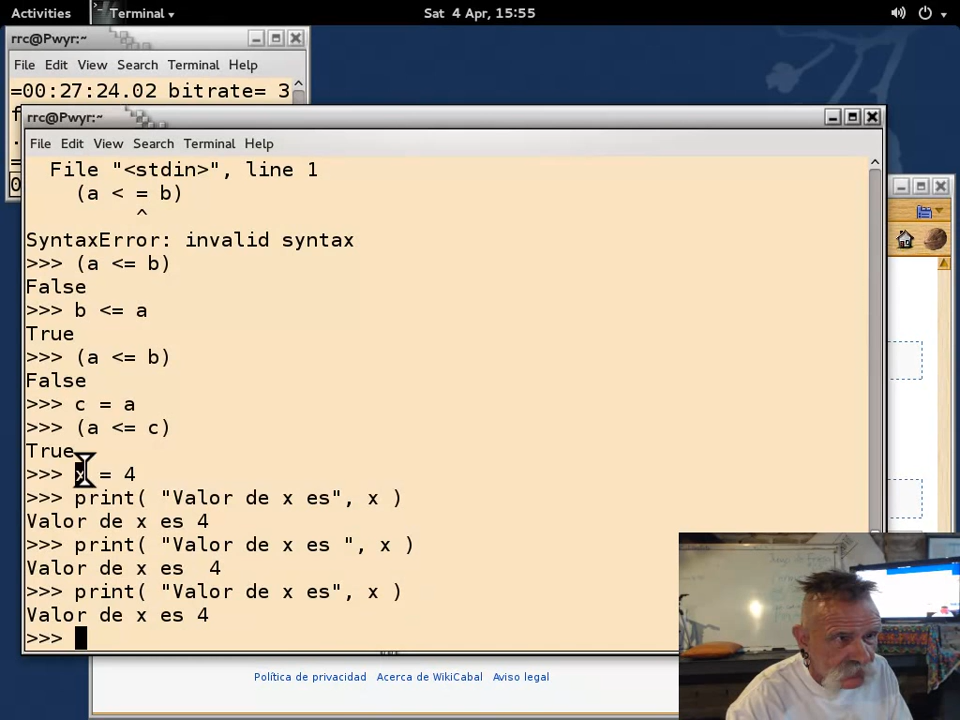 Activities Terminal Sat 4 Apr, 15:55
rrc@Pwyr:~
File Edit View Search Terminal Help
=00:27:24.02 bitrate= 3
rrc@Pwyr:~
File Edit View Search Terminal Help
File "<stdin>", line 1
(a < = b)
^
SyntaxError: invalid syntax
>>> (a <= b)
False
>>> b <= a
True
>>> (a <= b)
False
>>> c = a
>>> (a <= c)
True
>>> x = 4
>>> print( "Valor de x es", x )
Valor de x es 4
>>> print( "Valor de x es ", x )
Valor de x es  4
>>> print( "Valor de x es", x )
Valor de x es 4
>>>
Política de privacidad Acerca de WikiCabal Aviso legal